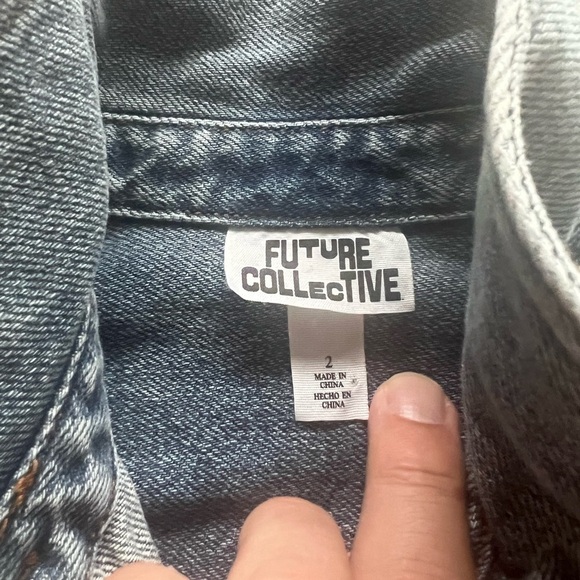 FUTURE
COLLECTIVE
2
MADE IN
CHINA
HECHO EN
CHINA